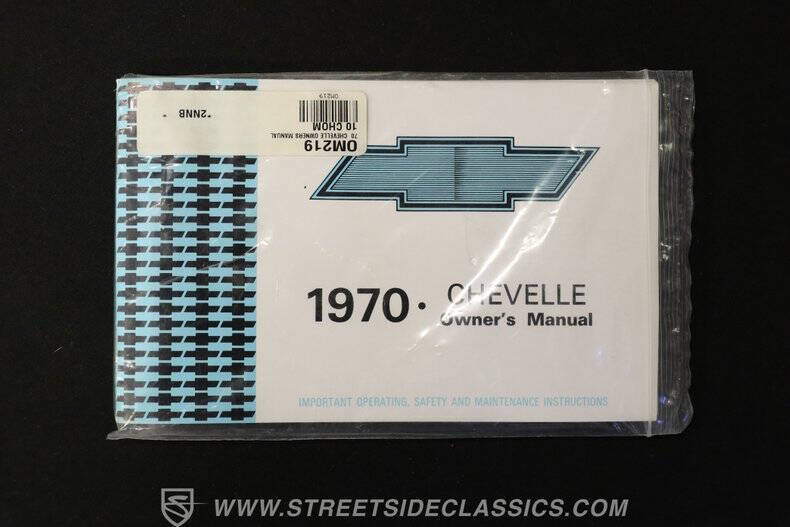 *2NNB *
OM219
10 CHOM
70 CHEVELLE OWNERS MANUAL
OM219
1970 • CHEVELLE
Owner's Manual
IMPORTANT OPERATING, SAFETY AND MAINTENANCE INSTRUCTIONS
WWW.STREETSIDECLASSICS.COM